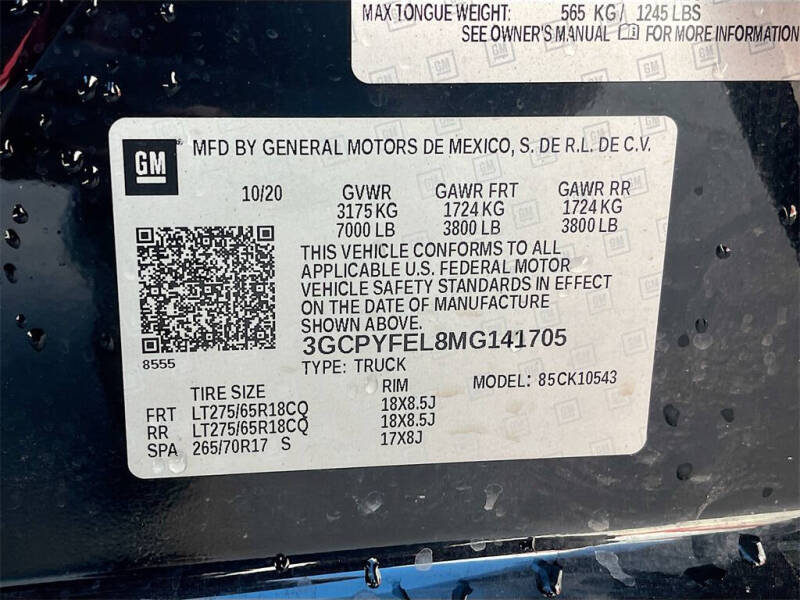 MAX TONGUE WEIGHT: 565 KG/ 1245 LBS
SEE OWNER'S MANUAL FOR MORE INFORMATION
GM MFD BY GENERAL MOTORS DE MEXICO, S. DE R.L. DE C.V.
10/20 GVWR GAWR FRT GAWR RR
3175 KG 1724 KG 1724 KG
7000 LB 3800 LB 3800 LB
THIS VEHICLE CONFORMS TO ALL
APPLICABLE U.S. FEDERAL MOTOR
VEHICLE SAFETY STANDARDS IN EFFECT
ON THE DATE OF MANUFACTURE
SHOWN ABOVE.
3GCPYFEL8MG141705
8555 TYPE: TRUCK MODEL: 85CK10543
TIRE SIZE RIM
FRT LT275/65R18CQ 18X8.5J
RR LT275/65R18CQ 18X8.5J
SPA 265/70R17 S 17X8J